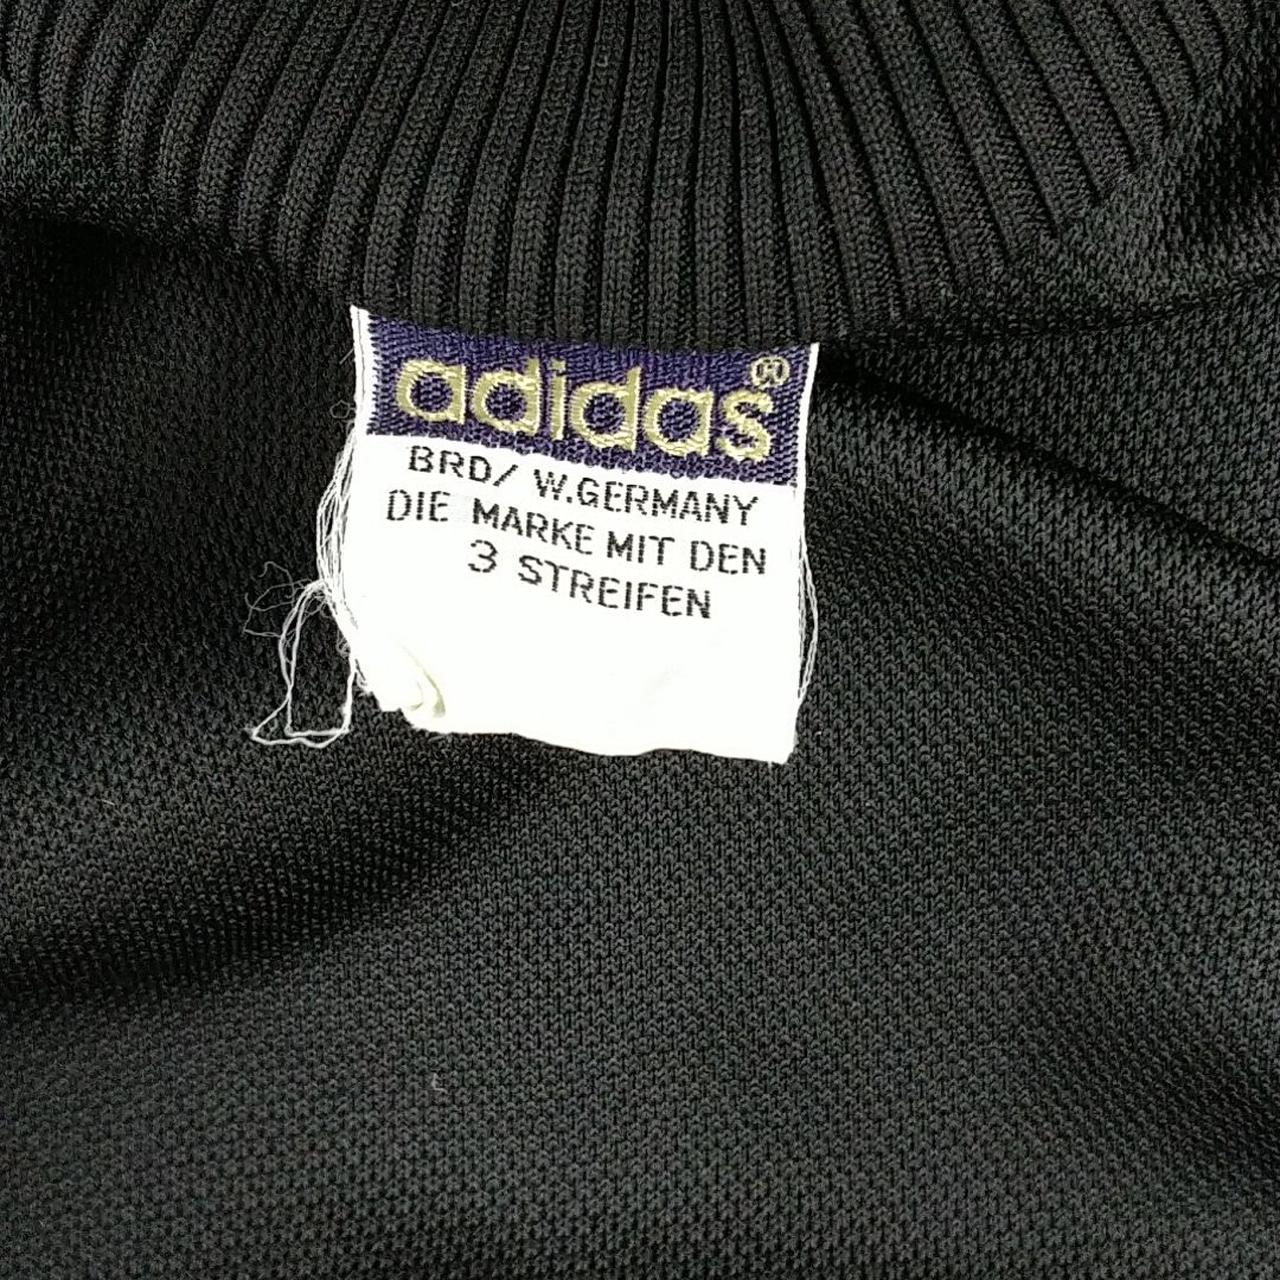 adidas®
BRD/ W.GERMANY
DIE MARKE MIT DEN
3 STREIFEN